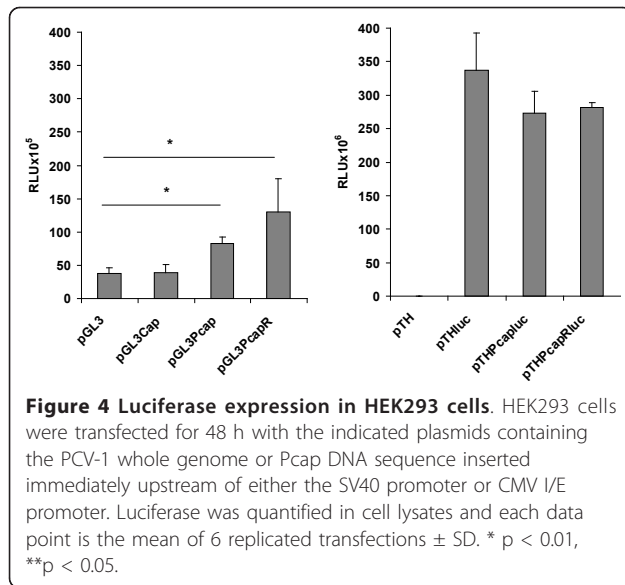 400
350
300
250
200
150
100
50
0
RLUx10⁵
*
*
pGL3
pGL3Cap
pGL3Pcap
pGL3PcapR
400
350
300
250
200
150
100
50
0
RLUx10⁶
pTH
pTHluc
pTHPcapluc
pTHPcapRluc
Figure 4 Luciferase expression in HEK293 cells. HEK293 cells
were transfected for 48 h with the indicated plasmids containing
the PCV-1 whole genome or Pcap DNA sequence inserted
immediately upstream of either the SV40 promoter or CMV I/E
promoter. Luciferase was quantified in cell lysates and each data
point is the mean of 6 replicated transfections ± SD. * p < 0.01,
**p < 0.05.